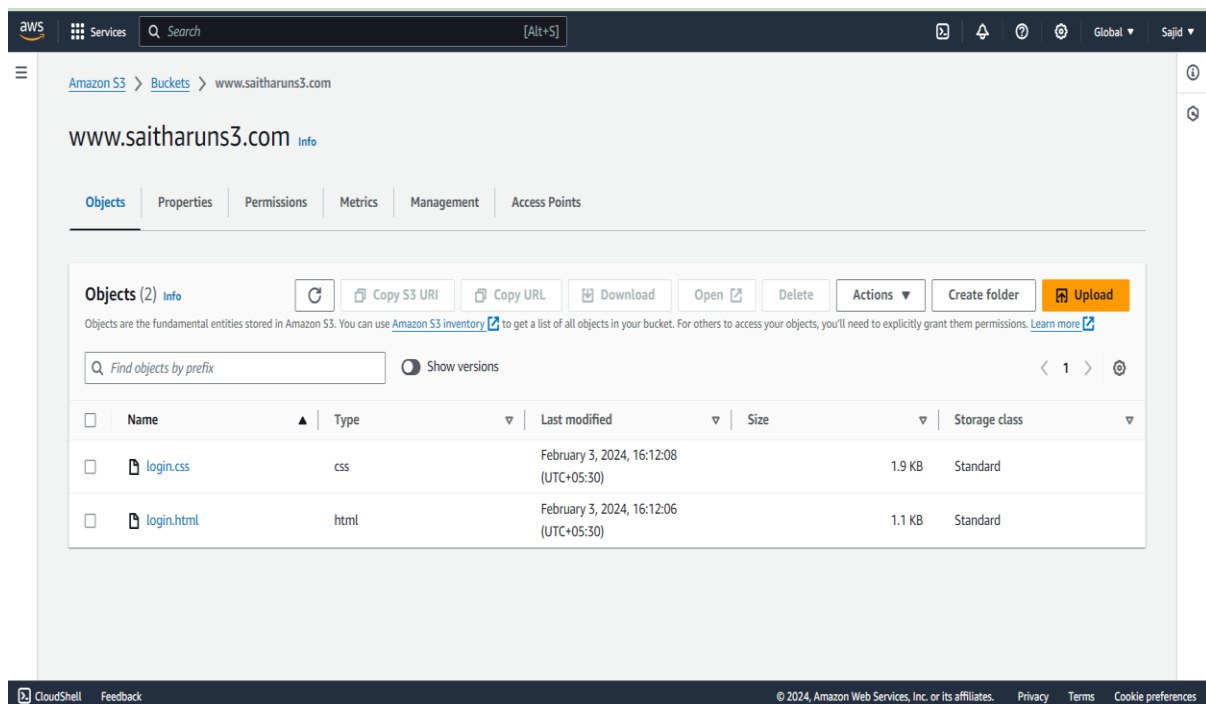 aws Services Search [Alt+S] Global ▼ Sajid ▼
Amazon S3 > Buckets > www.saitharuns3.com
www.saitharuns3.com Info
Objects Properties Permissions Metrics Management Access Points
Objects (2) Info Copy S3 URI Copy URL Download Open Delete Actions ▼ Create folder Upload
Objects are the fundamental entities stored in Amazon S3. You can use Amazon S3 inventory to get a list of all objects in your bucket. For others to access your objects, you'll need to explicitly grant them permissions. Learn more
Find objects by prefix Show versions < 1 >
Name ▲ Type Last modified Size Storage class
login.css css February 3, 2024, 16:12:08 1.9 KB Standard
(UTC+05:30)
login.html html February 3, 2024, 16:12:06 1.1 KB Standard
(UTC+05:30)
CloudShell Feedback © 2024, Amazon Web Services, Inc. or its affiliates. Privacy Terms Cookie preferences